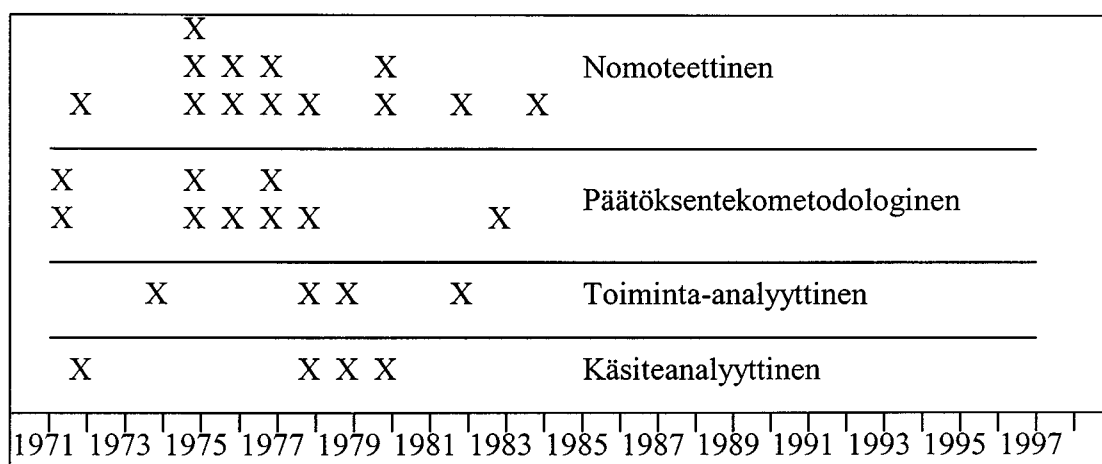 X
X X X X Nomoteettinen
X X X X X X X X
X X X Päätöksentekometodologinen
X X X X X X
X X X X Toiminta-analyyttinen
X X X X Käsiteanalyyttinen
1971 1973 1975 1977 1979 1981 1983 1985 1987 1989 1991 1993 1995 1997